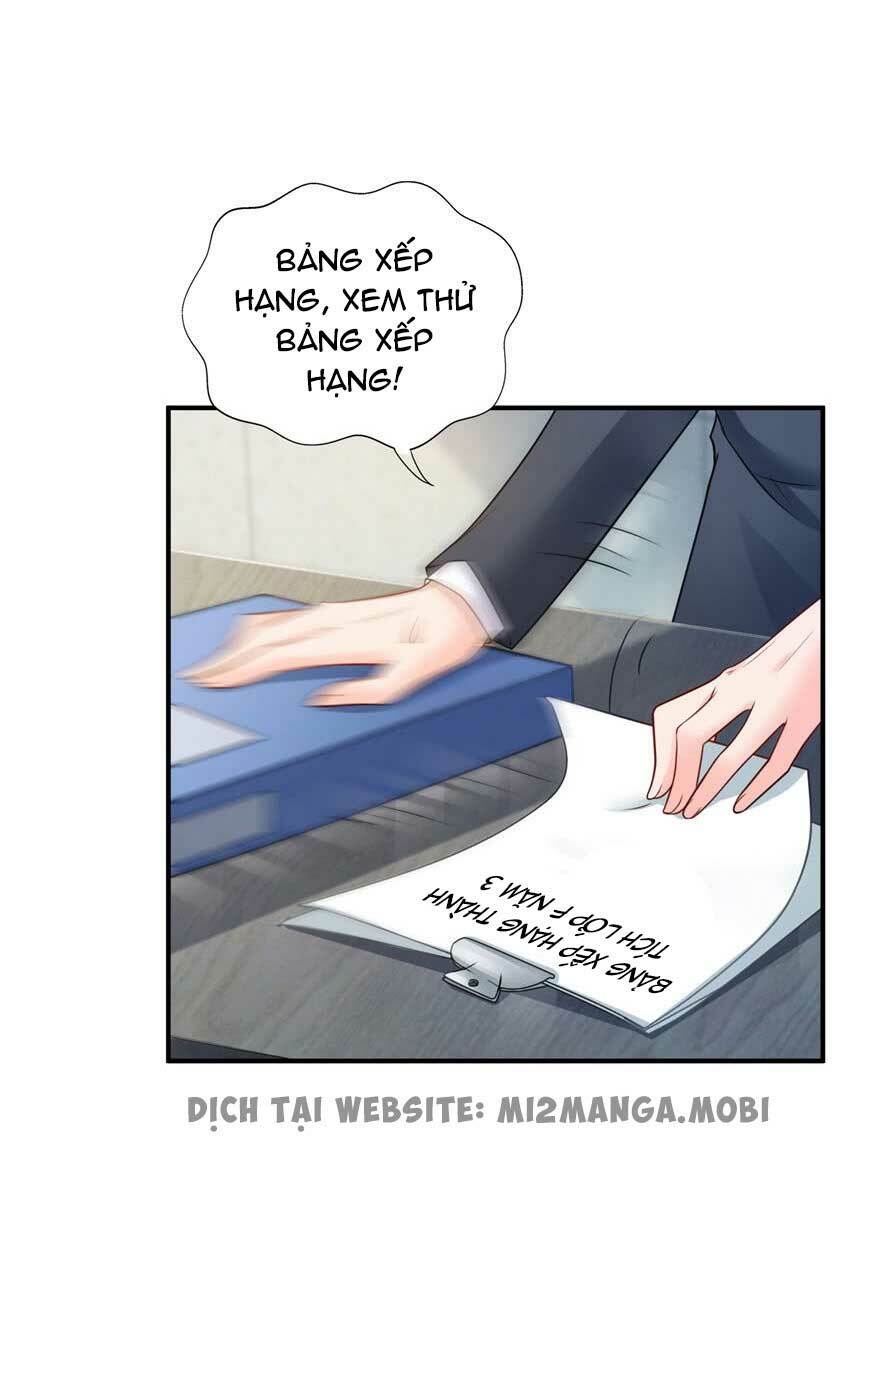 BẢNG XẾP
HẠNG, XEM THỬ
BẢNG XẾP
HẠNG!
BẢNG XẾP HẠNG THÀNH
TÍCH LỚP F NĂM 3
DỊCH TẠI WEBSITE: MI2MANGA.MOBI